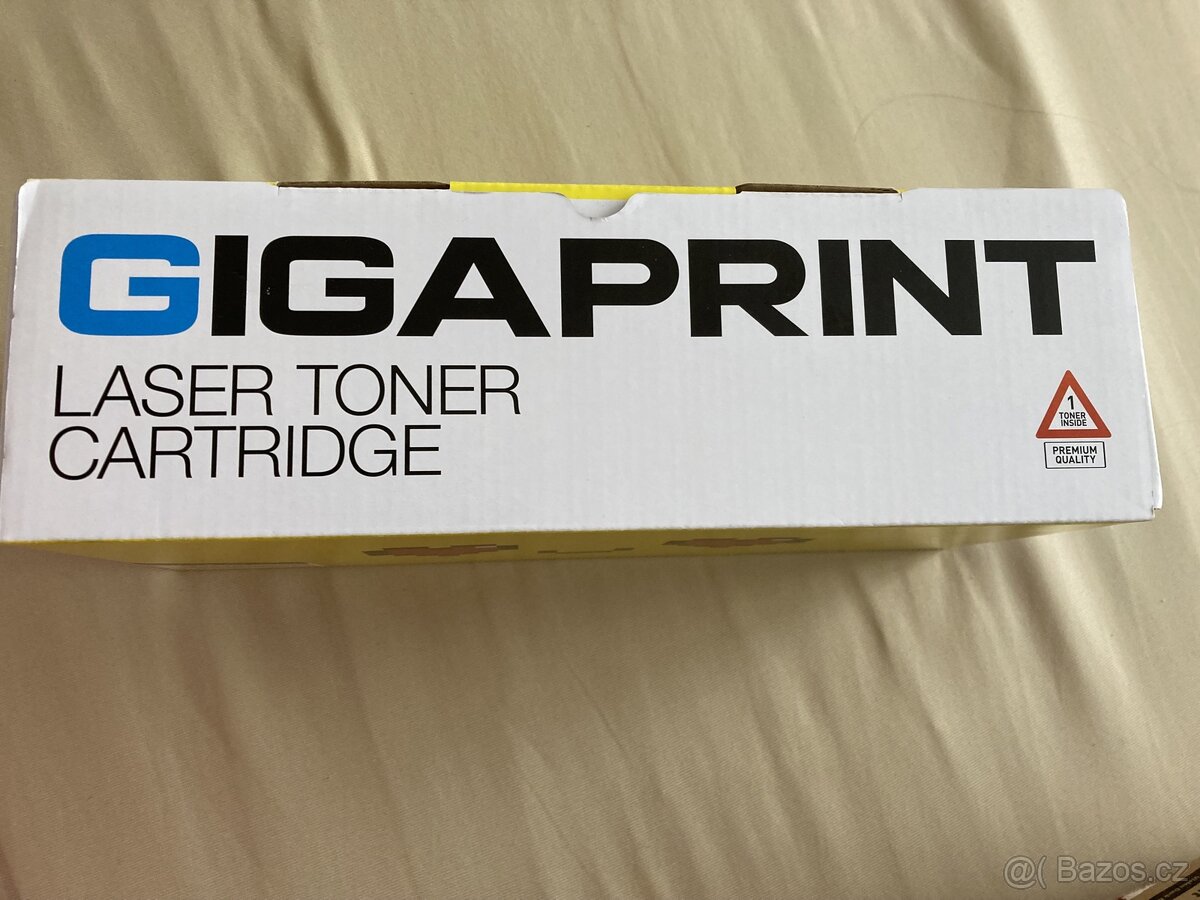 GIGAPRINT
LASER TONER
CARTRIDGE
1
TONER
INSIDE
PREMIUM
QUALITY
@( Bazos.cz